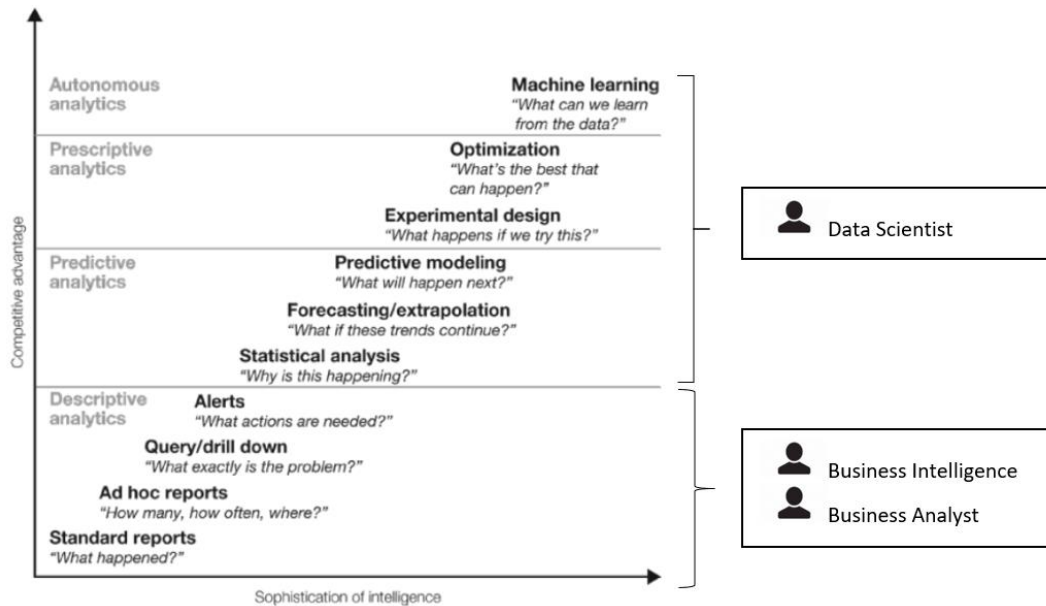 Autonomous
analytics
Machine learning
“What can we learn
from the data?”
Prescriptive
analytics
Optimization
“What’s the best that
can happen?”
Experimental design
“What happens if we try this?”
Predictive
analytics
Predictive modeling
“What will happen next?”
Forecasting/extrapolation
“What if these trends continue?”
Statistical analysis
“Why is this happening?”
Descriptive
analytics
Alerts
“What actions are needed?”
Query/drill down
“What exactly is the problem?”
Ad hoc reports
“How many, how often, where?”
Standard reports
“What happened?”
Competitive advantage
Sophistication of intelligence
Data Scientist
Business Intelligence
Business Analyst